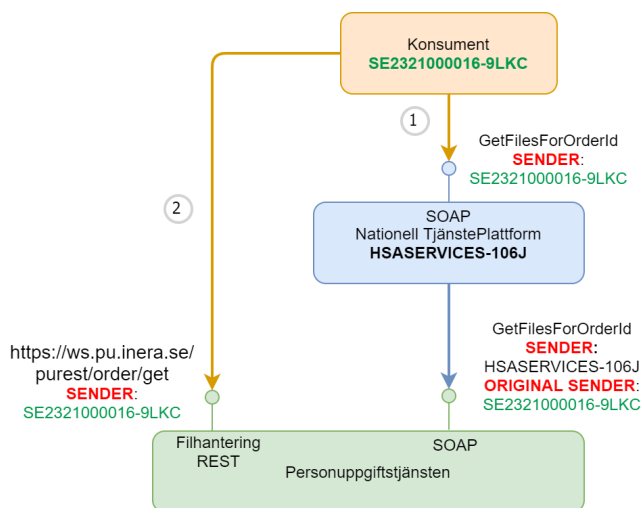 Konsument
SE2321000016-9LKC
1
GetFilesForOrderId
SENDER:
SE2321000016-9LKC
2
SOAP
Nationell TjänstePlattform
HSASERVICES-106J
https://ws.pu.inera.se/
purest/order/get
SENDER:
SE2321000016-9LKC
GetFilesForOrderId
SENDER:
HSASERVICES-106J
ORIGINAL SENDER:
SE2321000016-9LKC
Filhantering
REST
SOAP
Personuppgiftstjänsten